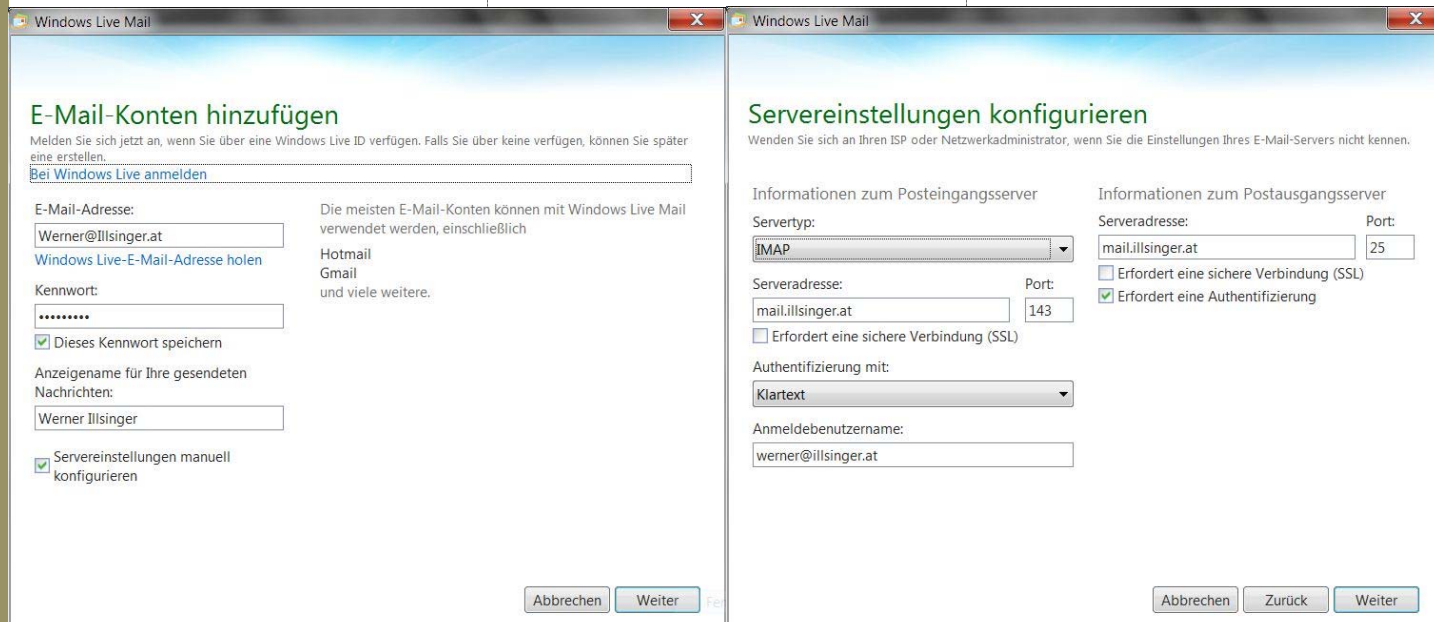 Windows Live Mail
E-Mail-Konten hinzufügen
Melden Sie sich jetzt an, wenn Sie über eine Windows Live ID verfügen. Falls Sie über keine verfügen, können Sie später
eine erstellen.
Bei Windows Live anmelden
E-Mail-Adresse:
Werner@Illsinger.at
Windows Live-E-Mail-Adresse holen
Kennwort:
•••••••••
Dieses Kennwort speichern
Anzeigename für Ihre gesendeten
Nachrichten:
Werner Illsinger
Servereinstellungen manuell
konfigurieren
Die meisten E-Mail-Konten können mit Windows Live Mail
verwendet werden, einschließlich
Hotmail
Gmail
und viele weitere.
Abbrechen Weiter
Windows Live Mail
X
Servereinstellungen konfigurieren
Wenden Sie sich an Ihren ISP oder Netzwerkadministrator, wenn Sie die Einstellungen Ihres E-Mail-Servers nicht kennen.
Informationen zum Posteingangsserver
Servertyp:
IMAP
Serveradresse: Port:
mail.illsinger.at 143
Erfordert eine sichere Verbindung (SSL)
Authentifizierung mit:
Klartext
Anmeldebenutzername:
werner@illsinger.at
Informationen zum Postausgangsserver
Serveradresse: Port:
mail.illsinger.at 25
Erfordert eine sichere Verbindung (SSL)
Erfordert eine Authentifizierung
Abbrechen Zurück Weiter